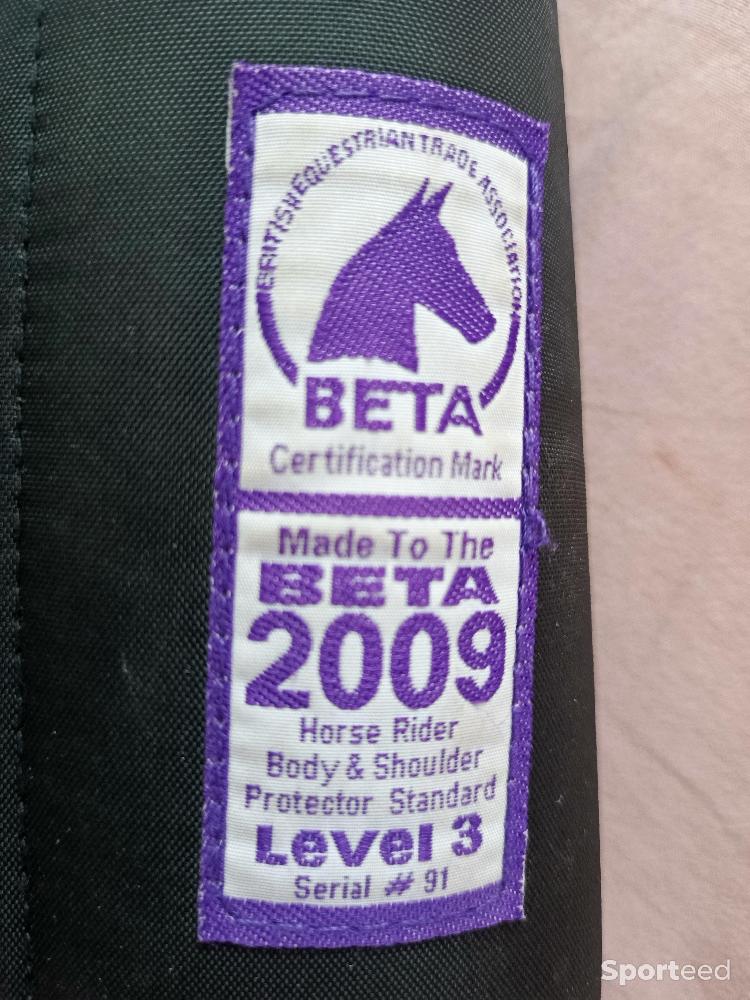 BRITISH EQUESTRIAN TRADE ASSOCIATION
BETA
Certification Mark
Made To The
BETA
2009
Horse Rider
Body & Shoulder
Protector Standard
Level 3
Serial # 91
Sporteed